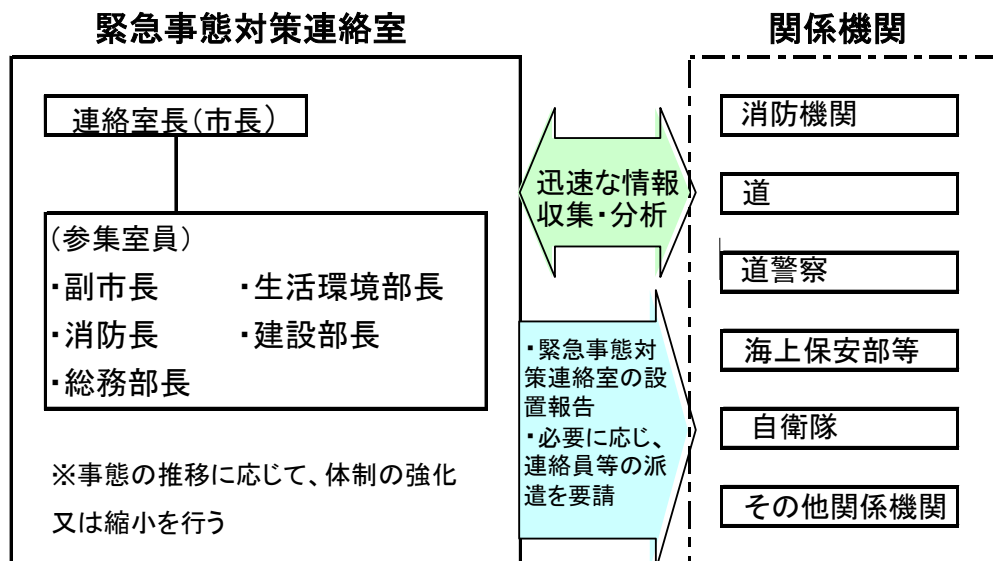 緊急事態対策連絡室
連絡室長(市長)
(参集室員)
・副市長 ・生活環境部長
・消防長 ・建設部長
・総務部長
※事態の推移に応じて、体制の強化
又は縮小を行う
迅速な情報
収集・分析
・緊急事態対
策連絡室の設
置報告
・必要に応じ、
連絡員等の派
遣を要請
関係機関
消防機関
道
道警察
海上保安部等
自衛隊
その他関係機関